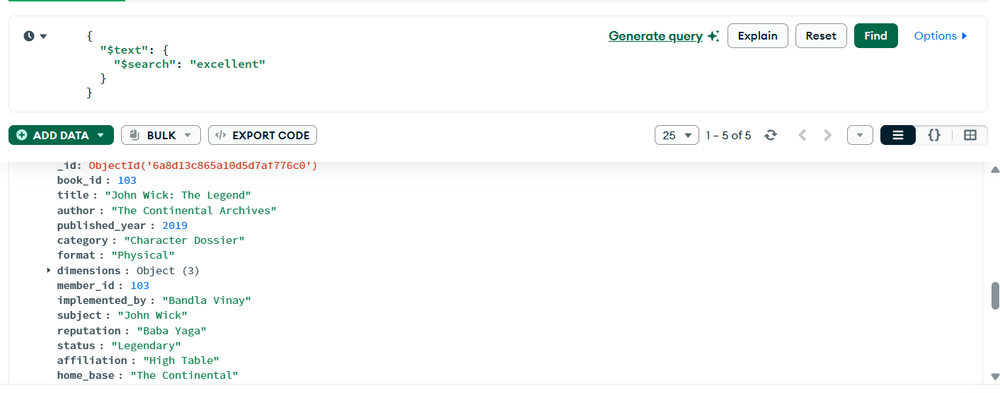 {
"$text": {
"$search": "excellent"
}
}
Generate query Explain Reset Find Options
ADD DATA BULK </> EXPORT CODE 25 1 – 5 of 5 {}
_id: ObjectId('6a8d13c865a10d5d7af776c0')
book_id : 103
title : "John Wick: The Legend"
author : "The Continental Archives"
published_year : 2019
category : "Character Dossier"
format : "Physical"
dimensions : Object (3)
member_id : 103
implemented_by : "Bandla Vinay"
subject : "John Wick"
reputation : "Baba Yaga"
status : "Legendary"
affiliation : "High Table"
home_base : "The Continental"